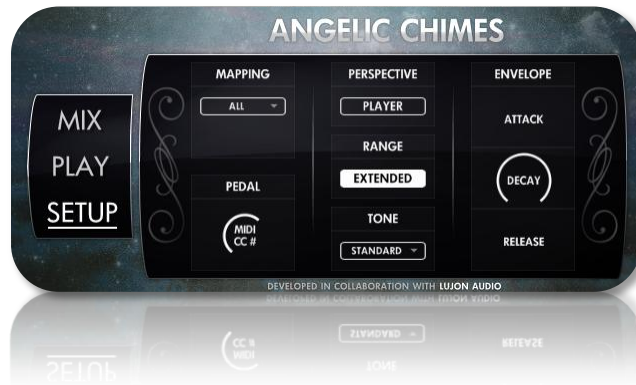 ANGELIC CHIMES
MIX
PLAY
SETUP
MAPPING
ALL
PEDAL
MIDI
CC #
PERSPECTIVE
PLAYER
RANGE
EXTENDED
TONE
STANDARD
ENVELOPE
ATTACK
DECAY
RELEASE
DEVELOPED IN COLLABORATION WITH LUJON AUDIO